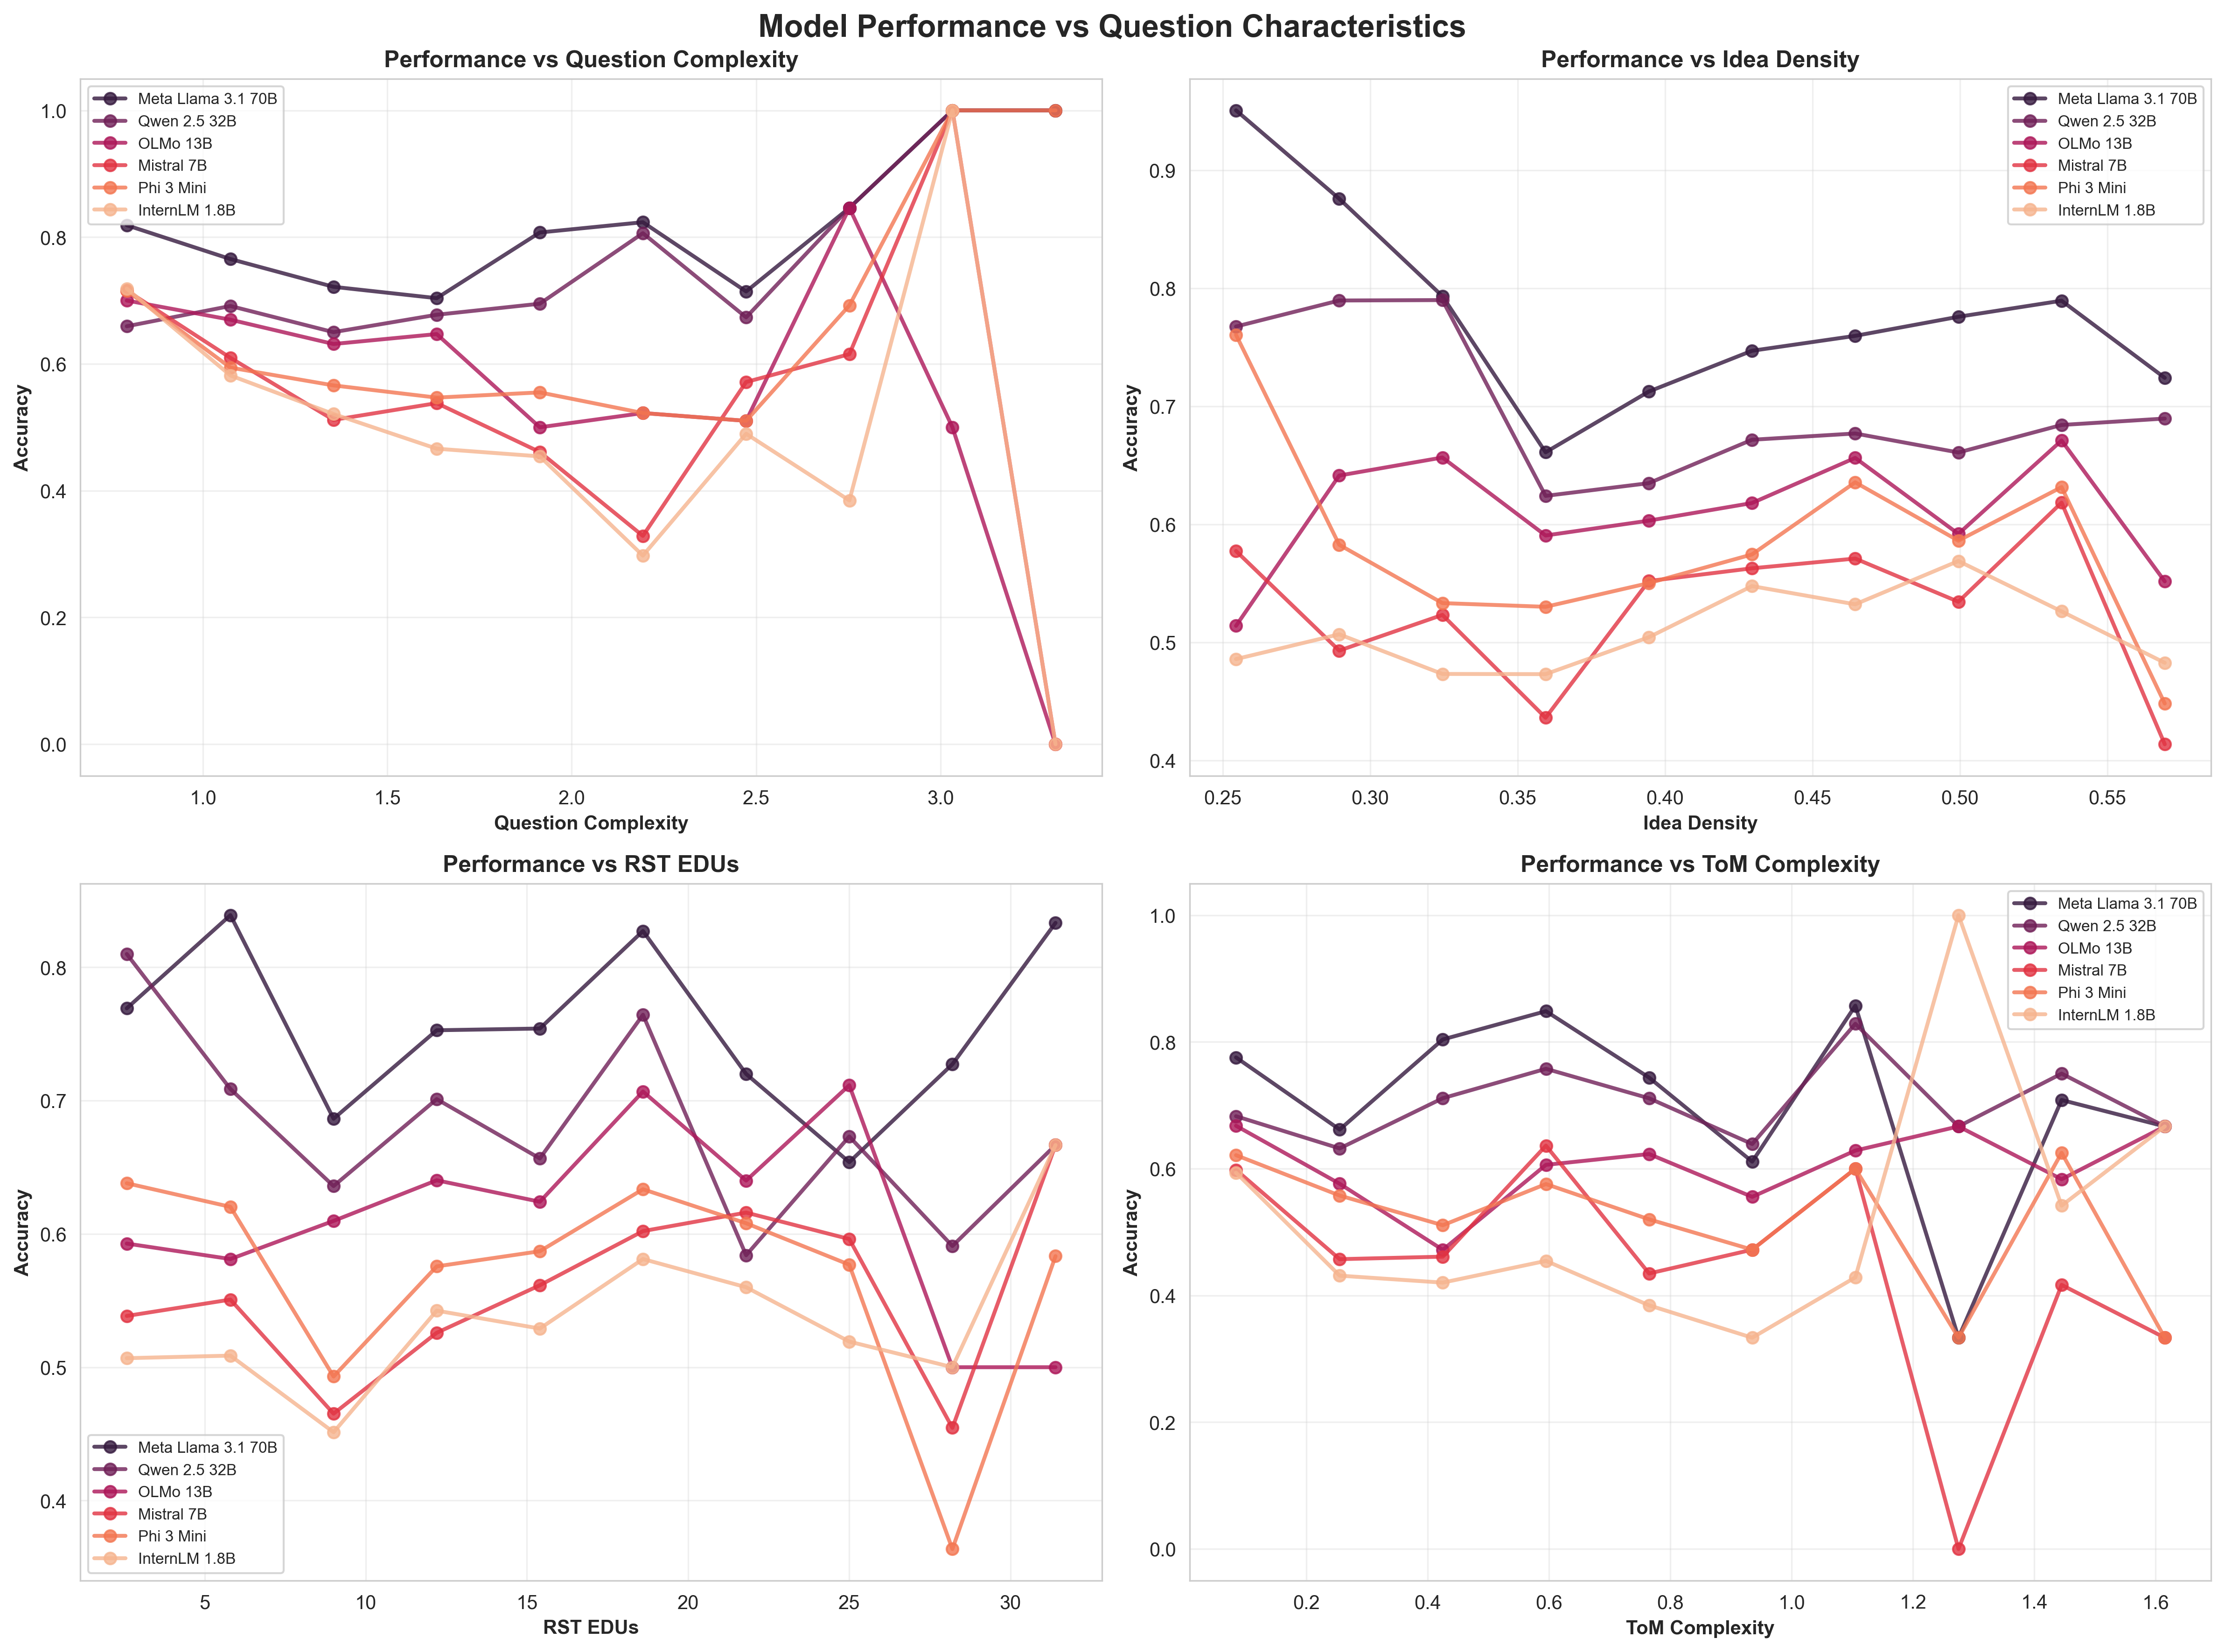 Model Performance vs Question Characteristics
Performance vs Question Complexity
Meta Llama 3.1 70B
Qwen 2.5 32B
OLMo 13B
Mistral 7B
Phi 3 Mini
InternLM 1.8B
1.0
0.8
0.6
0.4
0.2
0.0
Accuracy
1.0 1.5 2.0 2.5 3.0
Question Complexity
Performance vs Idea Density
Meta Llama 3.1 70B
Qwen 2.5 32B
OLMo 13B
Mistral 7B
Phi 3 Mini
InternLM 1.8B
0.9
0.8
0.7
0.6
0.5
0.4
Accuracy
0.25 0.30 0.35 0.40 0.45 0.50 0.55
Idea Density
Performance vs RST EDUs
0.8
0.7
0.6
0.5
0.4
Accuracy
Meta Llama 3.1 70B
Qwen 2.5 32B
OLMo 13B
Mistral 7B
Phi 3 Mini
InternLM 1.8B
5 10 15 20 25 30
RST EDUs
Performance vs ToM Complexity
Meta Llama 3.1 70B
Qwen 2.5 32B
OLMo 13B
Mistral 7B
Phi 3 Mini
InternLM 1.8B
1.0
0.8
0.6
0.4
0.2
0.0
Accuracy
0.2 0.4 0.6 0.8 1.0 1.2 1.4 1.6
ToM Complexity